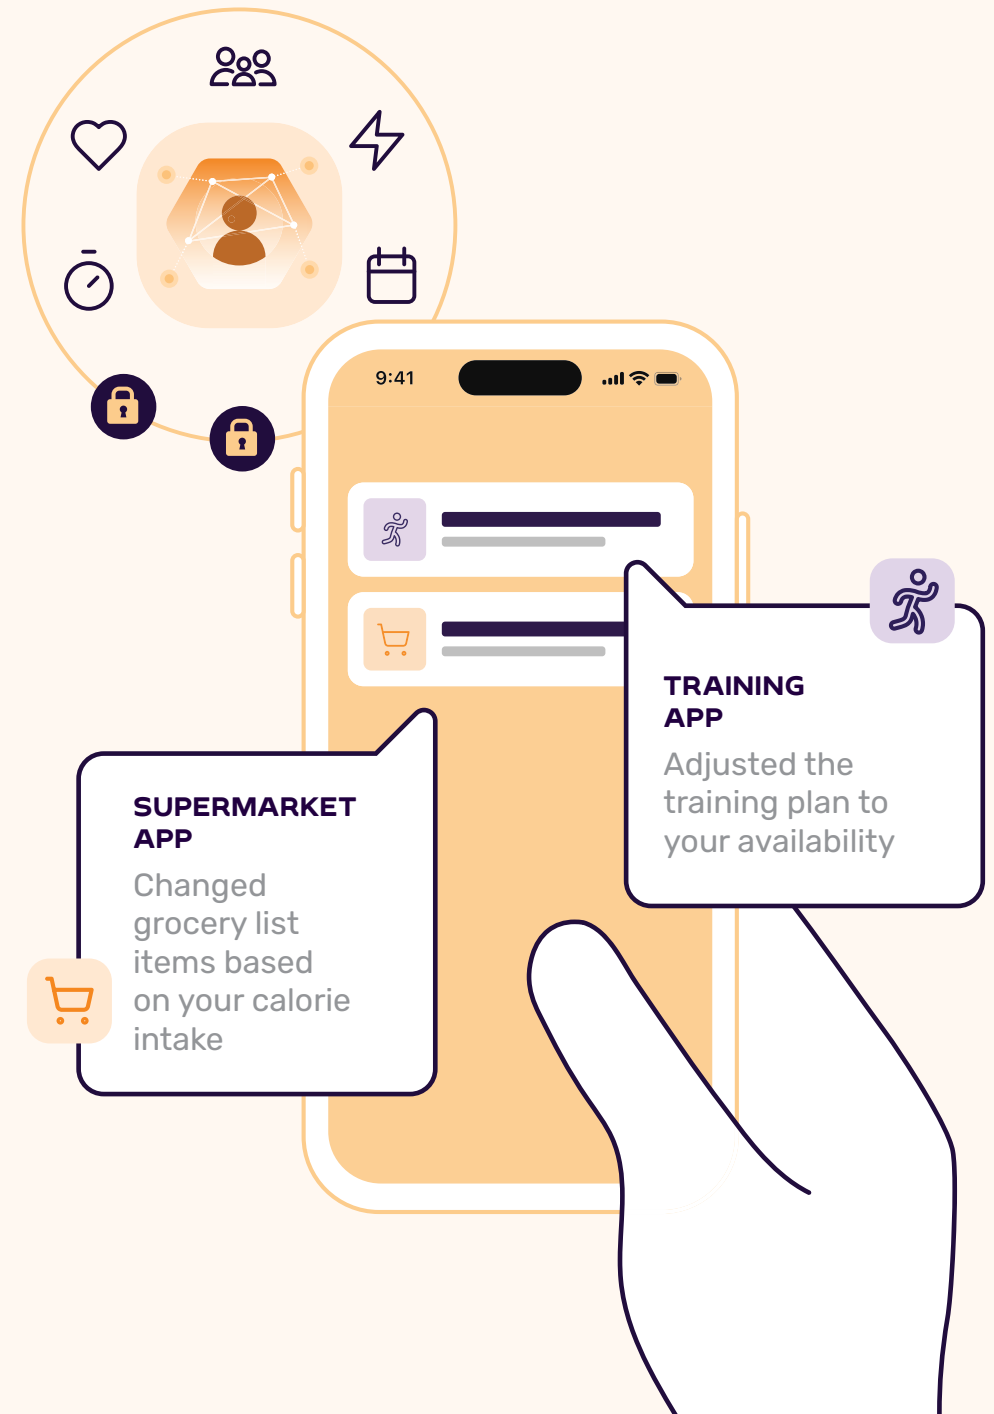 9:41
TRAINING
APP
Adjusted the
training plan to
your availability
SUPERMARKET
APP
Changed
grocery list
items based
on your calorie
intake